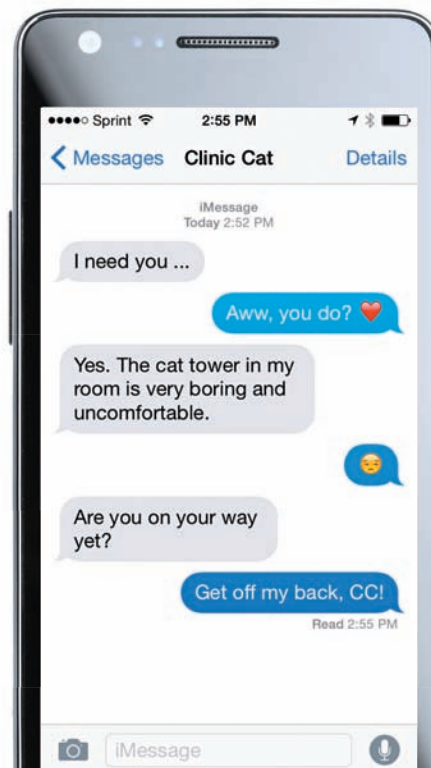 Sprint 2:55 PM
Messages Clinic Cat Details
iMessage
Today 2:52 PM
I need you ...
Aww, you do? ❤️
Yes. The cat tower in my
room is very boring and
uncomfortable.
😒
Are you on your way
yet?
Get off my back, CC!
Read 2:55 PM
iMessage